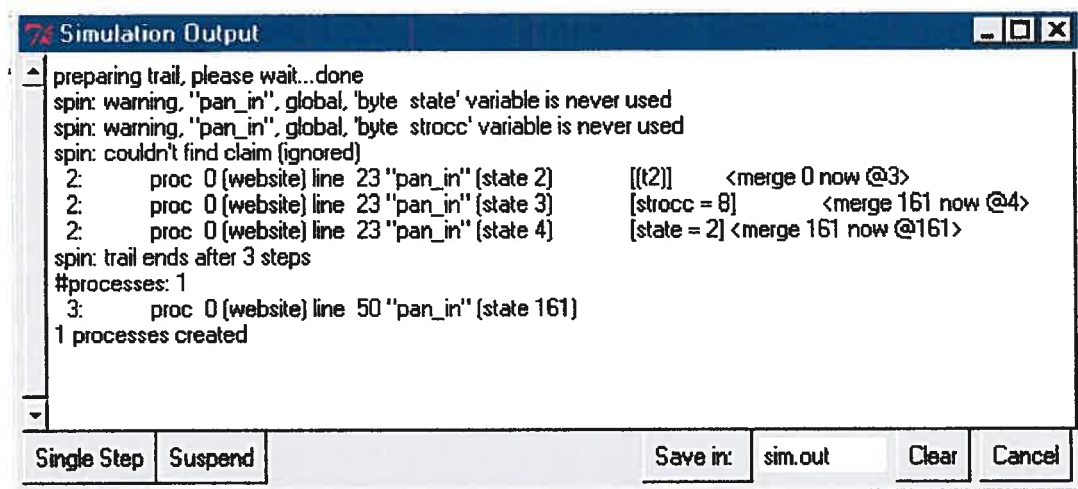 Simulation Output
preparing trail, please wait...done
spin: warning, "pan_in", global, 'byte  state' variable is never used
spin: warning, "pan_in", global, 'byte  strocc' variable is never used
spin: couldn't find claim (ignored)
2: proc 0 (website) line 23 "pan_in" (state 2) [(t2)] <merge 0 now @3>
2: proc 0 (website) line 23 "pan_in" (state 3) [strocc = 8] <merge 161 now @4>
2: proc 0 (website) line 23 "pan_in" (state 4) [state = 2] <merge 161 now @161>
spin: trail ends after 3 steps
#processes: 1
3: proc 0 (website) line 50 "pan_in" (state 161)
1 processes created
Single Step Suspend Save in: sim.out Clear Cancel